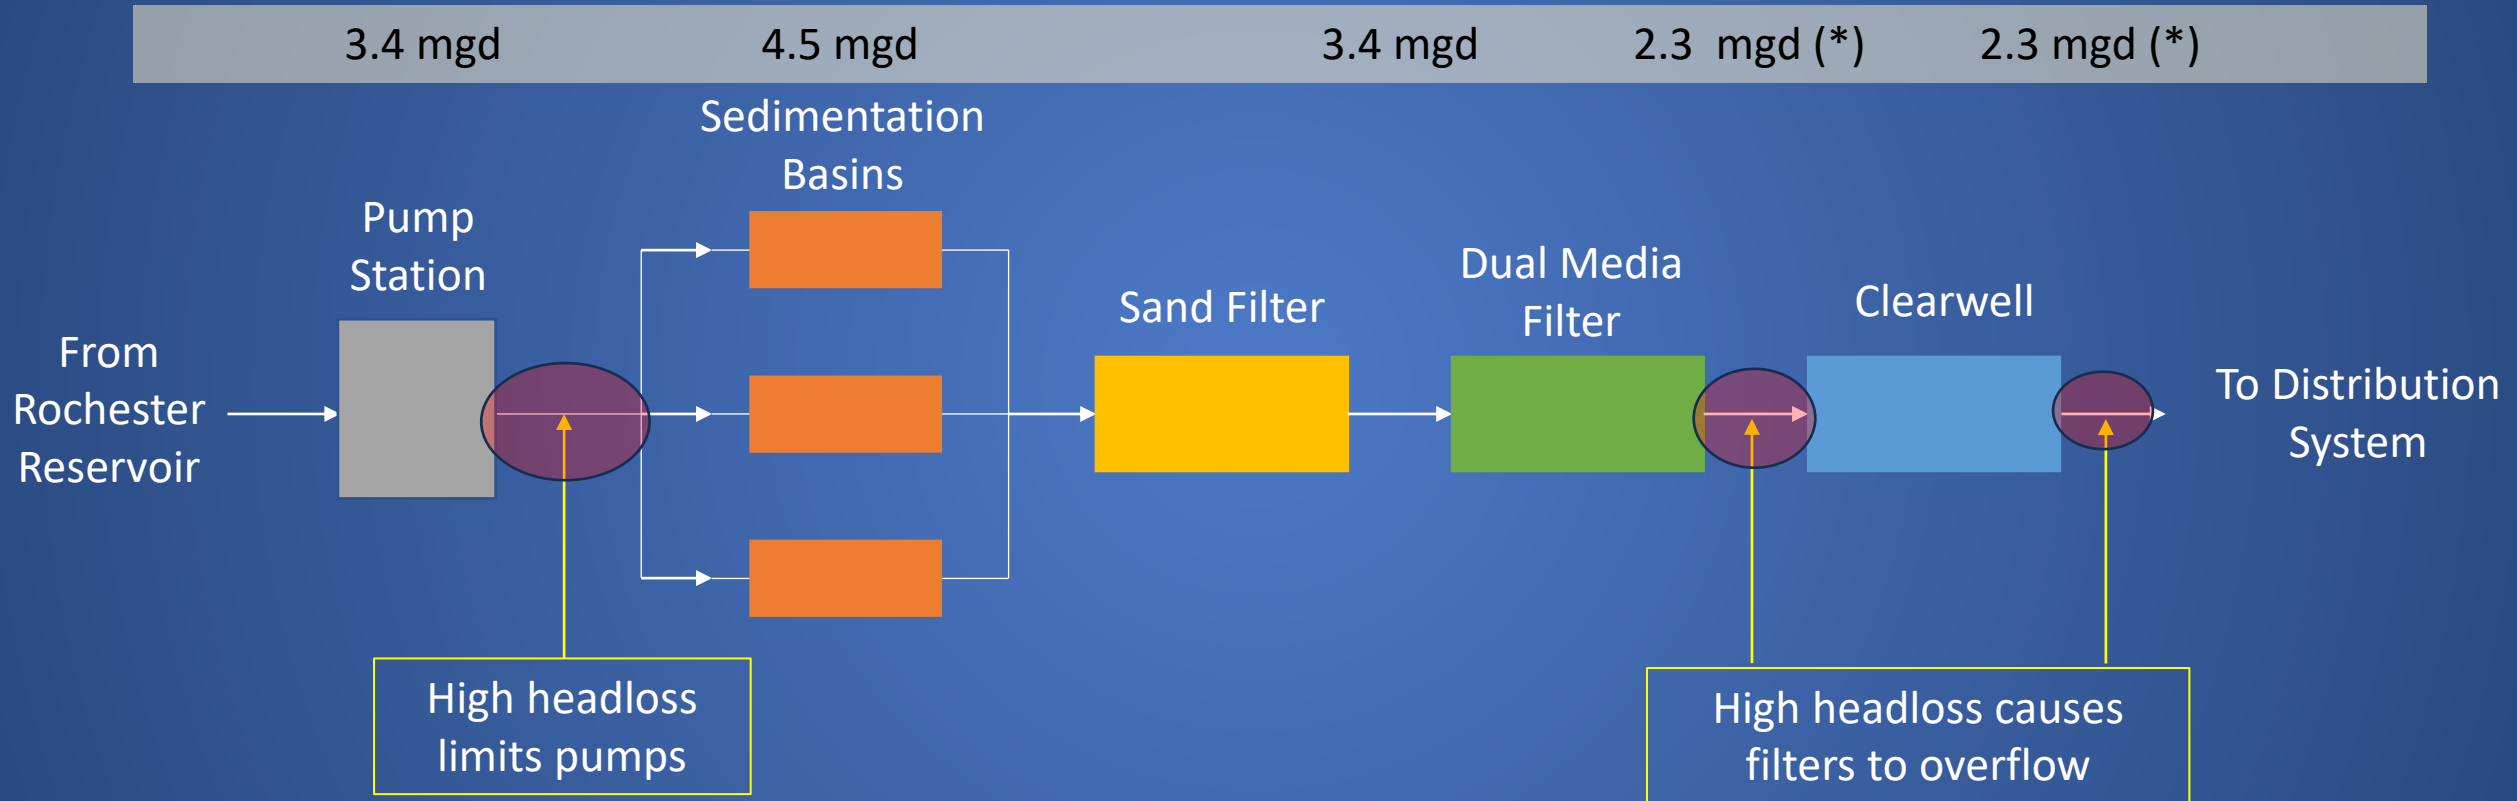 3.4 mgd 4.5 mgd 3.4 mgd 2.3 mgd (*) 2.3 mgd (*)
Sedimentation
Basins
Pump
Station
From
Rochester
Reservoir
Sand Filter
Dual Media
Filter
Clearwell
To Distribution
System
High headloss
limits pumps
High headloss causes
filters to overflow